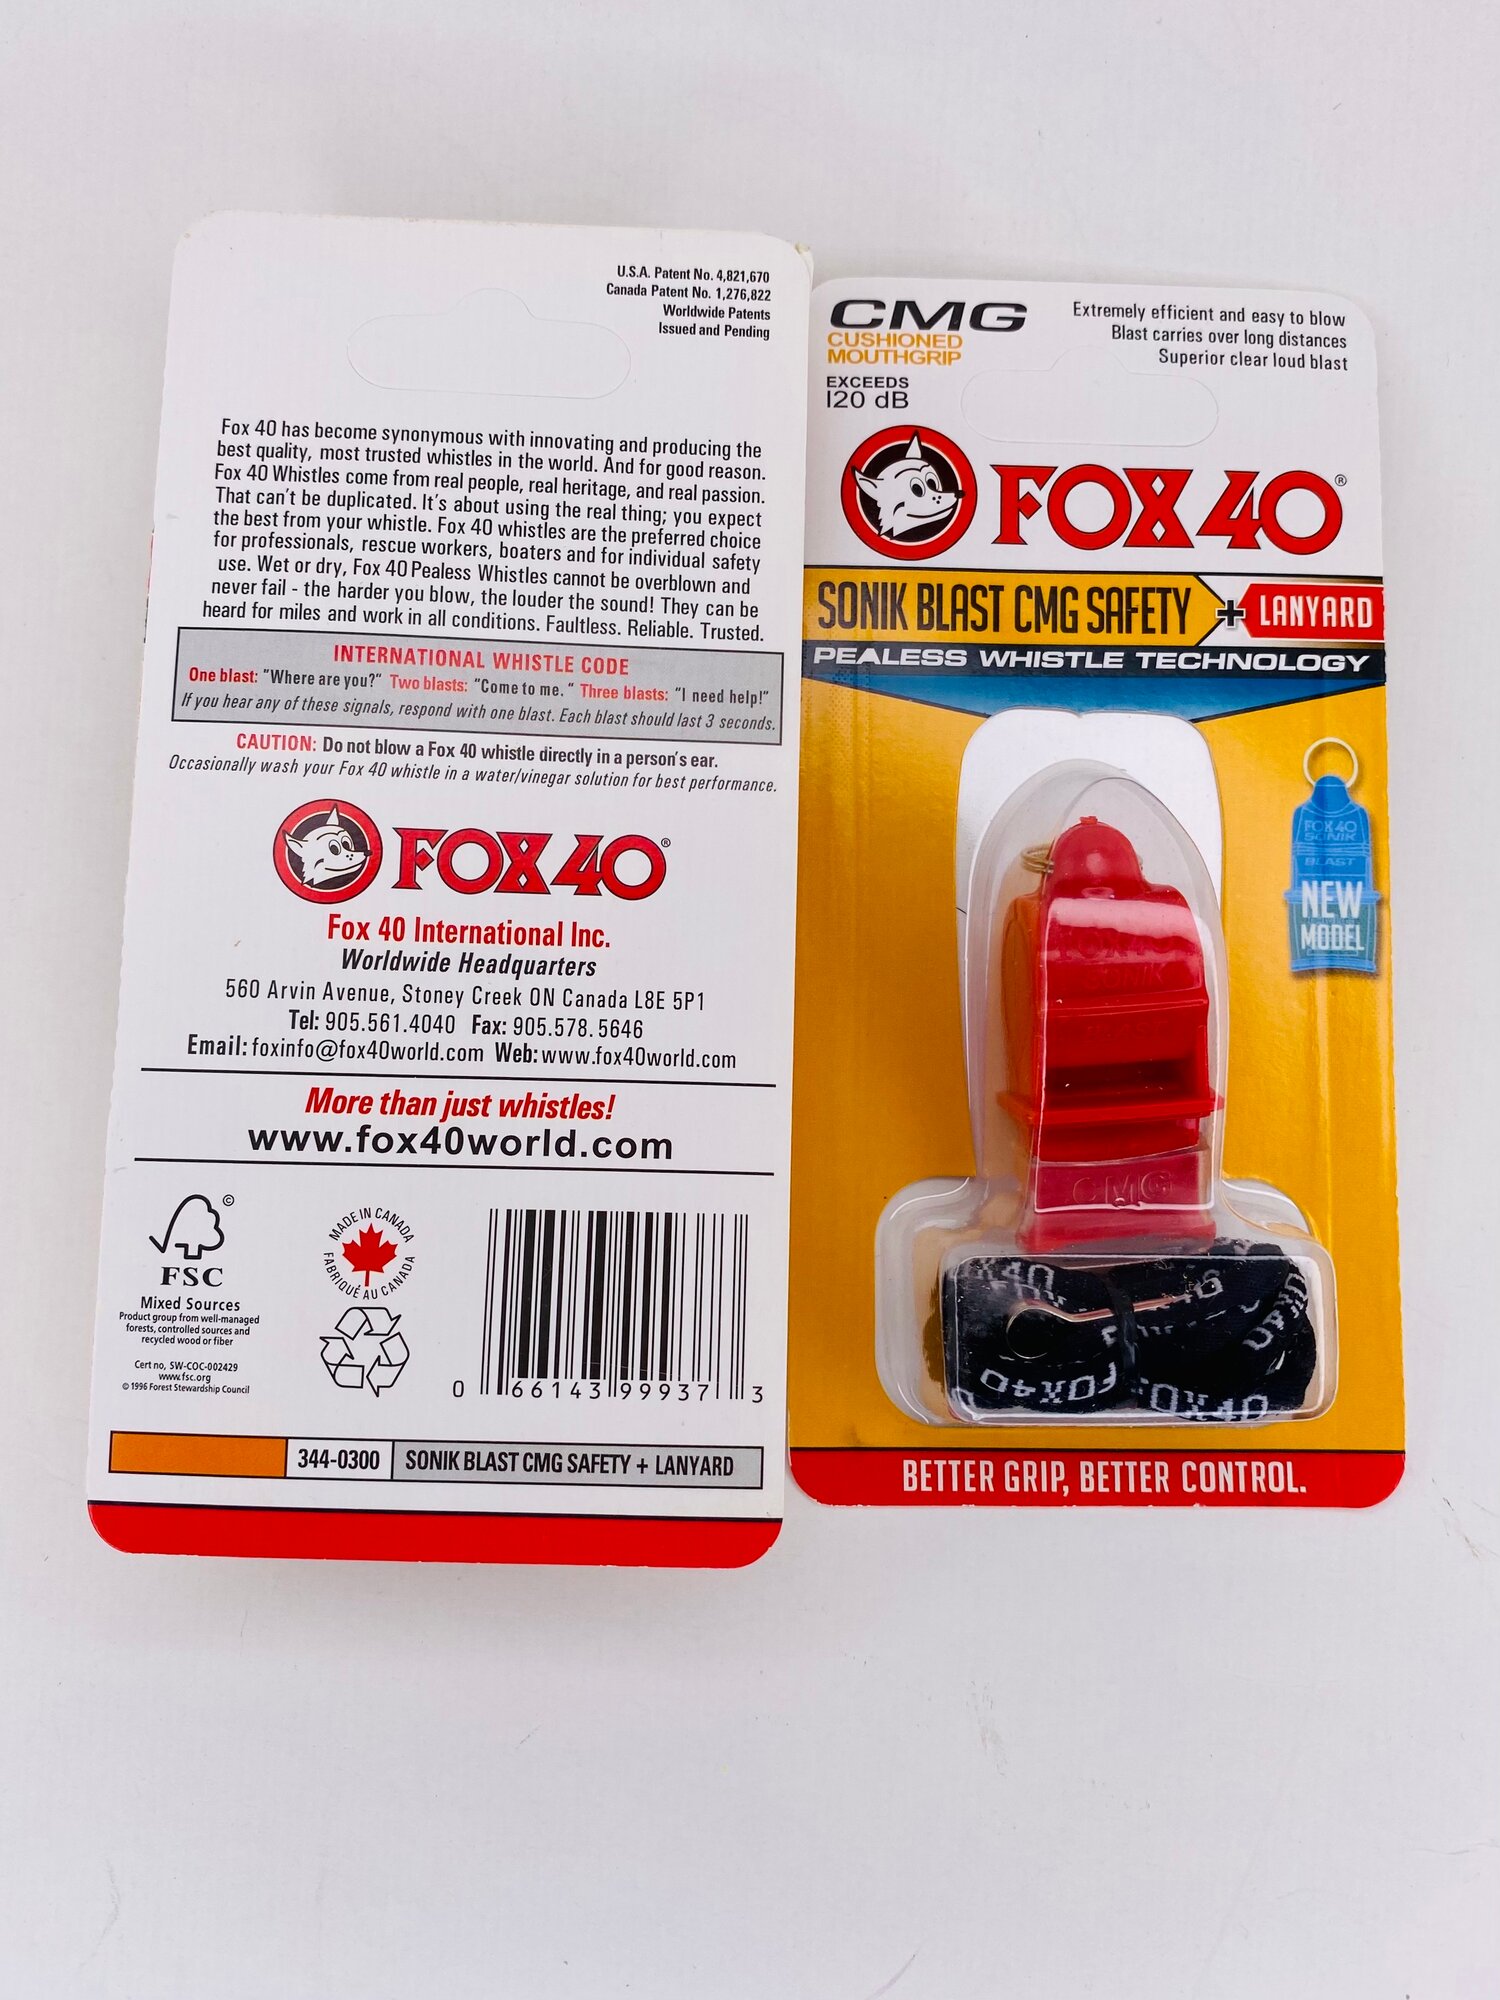 U.S.A. Patent No. 4,821,670
Canada Patent No. 1,276,822
Worldwide Patents
Issued and Pending
Fox 40 has become synonymous with innovating and producing the
best quality, most trusted whistles in the world. And for good reason.
Fox 40 Whistles come from real people, real heritage, and real passion.
That can't be duplicated. It's about using the real thing; you expect
the best from your whistle. Fox 40 whistles are the preferred choice
for professionals, rescue workers, boaters and for individual safety
use. Wet or dry, Fox 40 Pealess Whistles cannot be overblown and
never fail - the harder you blow, the louder the sound! They can be
heard for miles and work in all conditions. Faultless. Reliable. Trusted.
INTERNATIONAL WHISTLE CODE
One blast: "Where are you?" Two blasts: "Come to me." Three blasts: "I need help!"
If you hear any of these signals, respond with one blast. Each blast should last 3 seconds.
CAUTION: Do not blow a Fox 40 whistle directly in a person's ear.
Occasionally wash your Fox 40 whistle in a water/vinegar solution for best performance.
FOX 40®
Fox 40 International Inc.
Worldwide Headquarters
560 Arvin Avenue, Stoney Creek ON Canada L8E 5P1
Tel: 905.561.4040 Fax: 905.578.5646
Email: foxinfo@fox40world.com Web: www.fox40world.com
More than just whistles!
www.fox40world.com
©
FSC
Mixed Sources
Product group from well-managed
forests, controlled sources and
recycled wood or fiber
Cert no, SW-COC-002429
www.fsc.org
© 1996 Forest Stewardship Council
MADE IN CANADA
FABRIQUÉ AU CANADA
0 66143 99937 3
344-0300 SONIK BLAST CMG SAFETY + LANYARD
CMG
CUSHIONED
MOUTHGRIP
EXCEEDS
120 dB
Extremely efficient and easy to blow
Blast carries over long distances
Superior clear loud blast
FOX 40®
SONIK BLAST CMG SAFETY + LANYARD
PEALESS WHISTLE TECHNOLOGY
FOX 40
SONIK
BLAST
NEW
MODEL
SONIK
CMG
FOX40
BETTER GRIP, BETTER CONTROL.